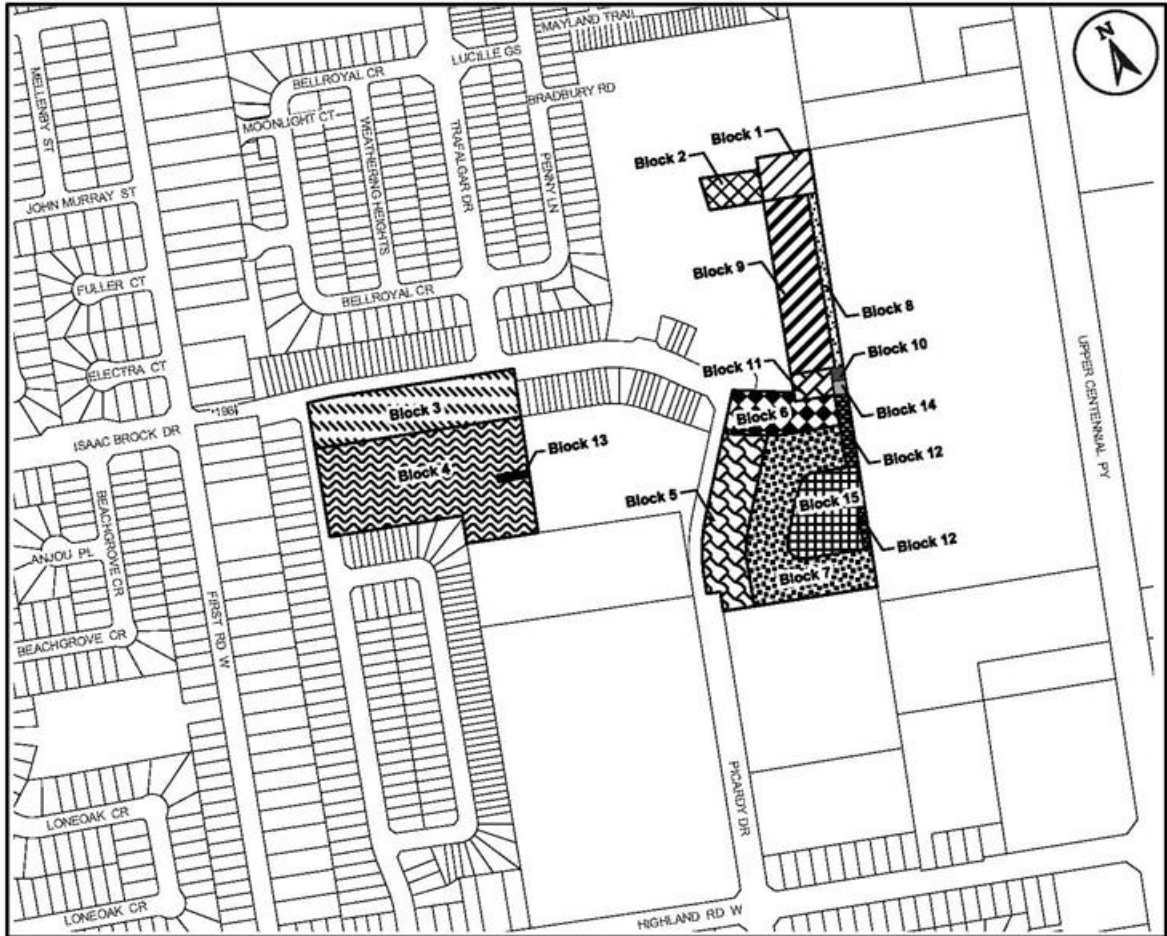 MAYLAND TRAIL
N
LUCILLE GS
BELLROYAL CR
MELLENBY ST
BRADBURY RD
MOONLIGHT CT
WEATHERING HEIGHTS
TRAFALGAR DR
PENNY LN
Block 1
Block 2
JOHN MURRAY ST
FULLER CT
BELLROYAL CR
Block 9
Block 8
UPPER CENTENNIAL PY
Block 10
ELECTRA CT
Block 11
Block 14
198
Block 3
Block 6
ISAAC BROCK DR
Block 13
Block 12
Block 4
Block 5
Block 15
BEACHGROVE CR
ANJOU PL
Block 12
Block 7
FIRST RD W
BEACHGROVE CR
PICARDY DR
LONEOAK CR
LONEOAK CR
HIGHLAND RD W